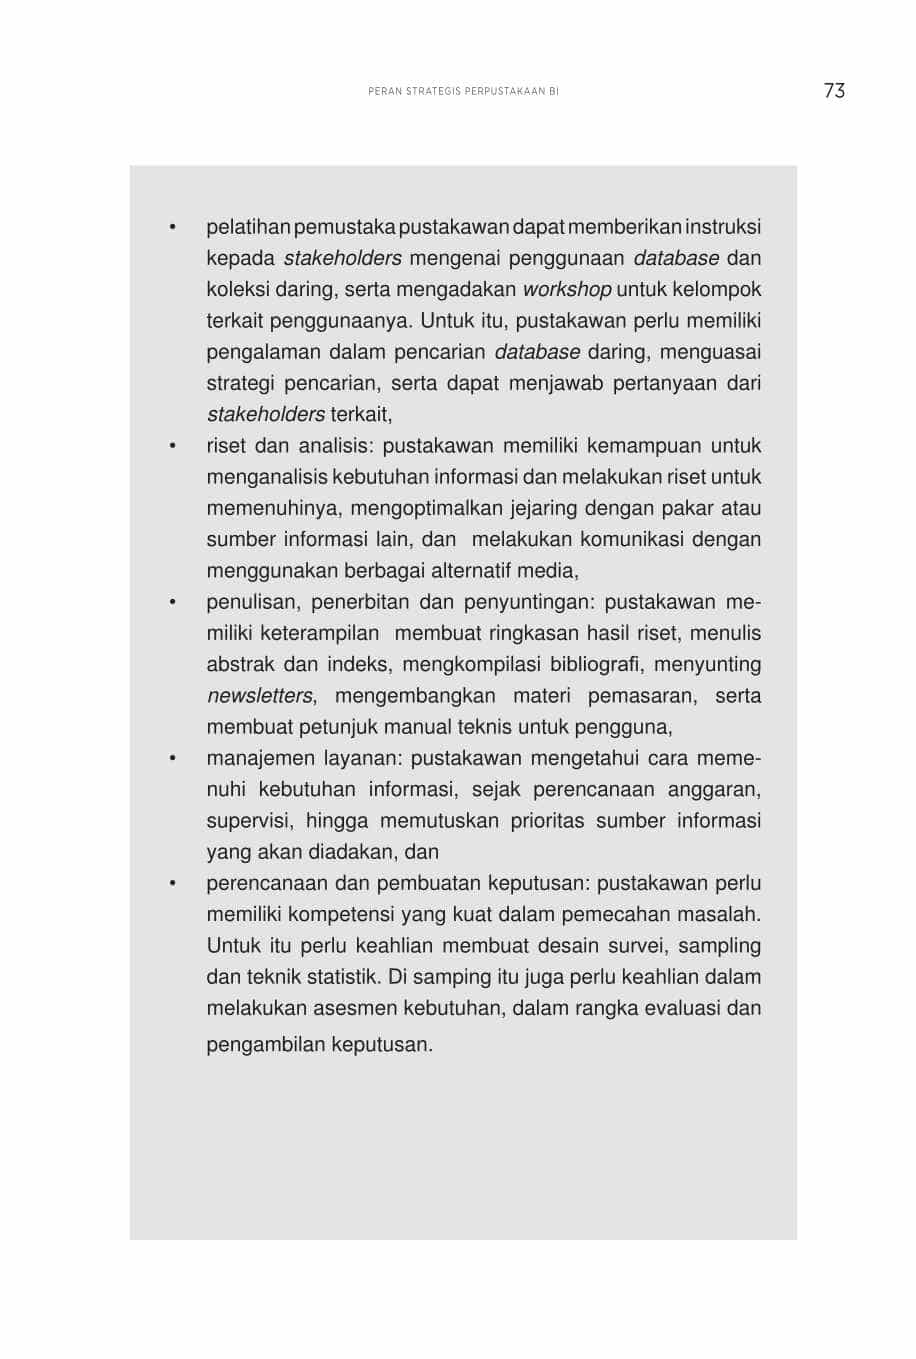 PERAN STRATEGIS PERPUSTAKAAN BI 73
• pelatihan pemustaka pustakawan dapat memberikan instruksi
kepada stakeholders mengenai penggunaan database dan
koleksi daring, serta mengadakan workshop untuk kelompok
terkait penggunaanya. Untuk itu, pustakawan perlu memiliki
pengalaman dalam pencarian database daring, menguasai
strategi pencarian, serta dapat menjawab pertanyaan dari
stakeholders terkait,
• riset dan analisis: pustakawan memiliki kemampuan untuk
menganalisis kebutuhan informasi dan melakukan riset untuk
memenuhinya, mengoptimalkan jejaring dengan pakar atau
sumber informasi lain, dan melakukan komunikasi dengan
menggunakan berbagai alternatif media,
• penulisan, penerbitan dan penyuntingan: pustakawan me-
miliki keterampilan membuat ringkasan hasil riset, menulis
abstrak dan indeks, mengkompilasi bibliografi, menyunting
newsletters, mengembangkan materi pemasaran, serta
membuat petunjuk manual teknis untuk pengguna,
• manajemen layanan: pustakawan mengetahui cara meme-
nuhi kebutuhan informasi, sejak perencanaan anggaran,
supervisi, hingga memutuskan prioritas sumber informasi
yang akan diadakan, dan
• perencanaan dan pembuatan keputusan: pustakawan perlu
memiliki kompetensi yang kuat dalam pemecahan masalah.
Untuk itu perlu keahlian membuat desain survei, sampling
dan teknik statistik. Di samping itu juga perlu keahlian dalam
melakukan asesmen kebutuhan, dalam rangka evaluasi dan
pengambilan keputusan.